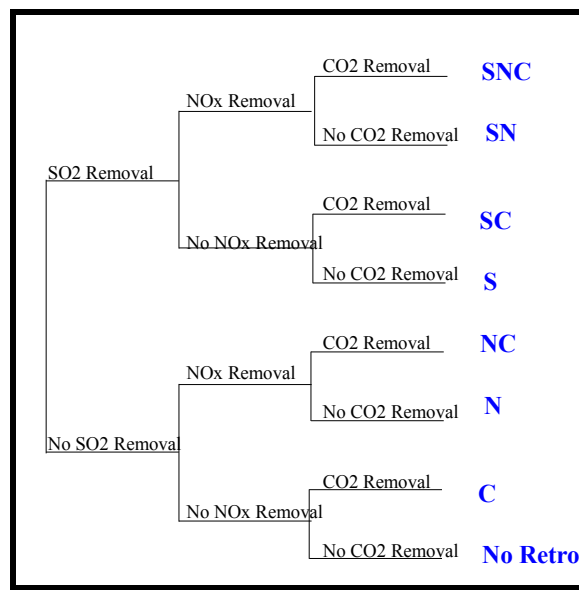 CO2 Removal
SNC
NOx Removal
No CO2 Removal
SN
SO2 Removal
CO2 Removal
SC
No NOx Removal
No CO2 Removal
S
CO2 Removal
NC
NOx Removal
No CO2 Removal
N
No SO2 Removal
CO2 Removal
C
No NOx Removal
No CO2 Removal
No Retro